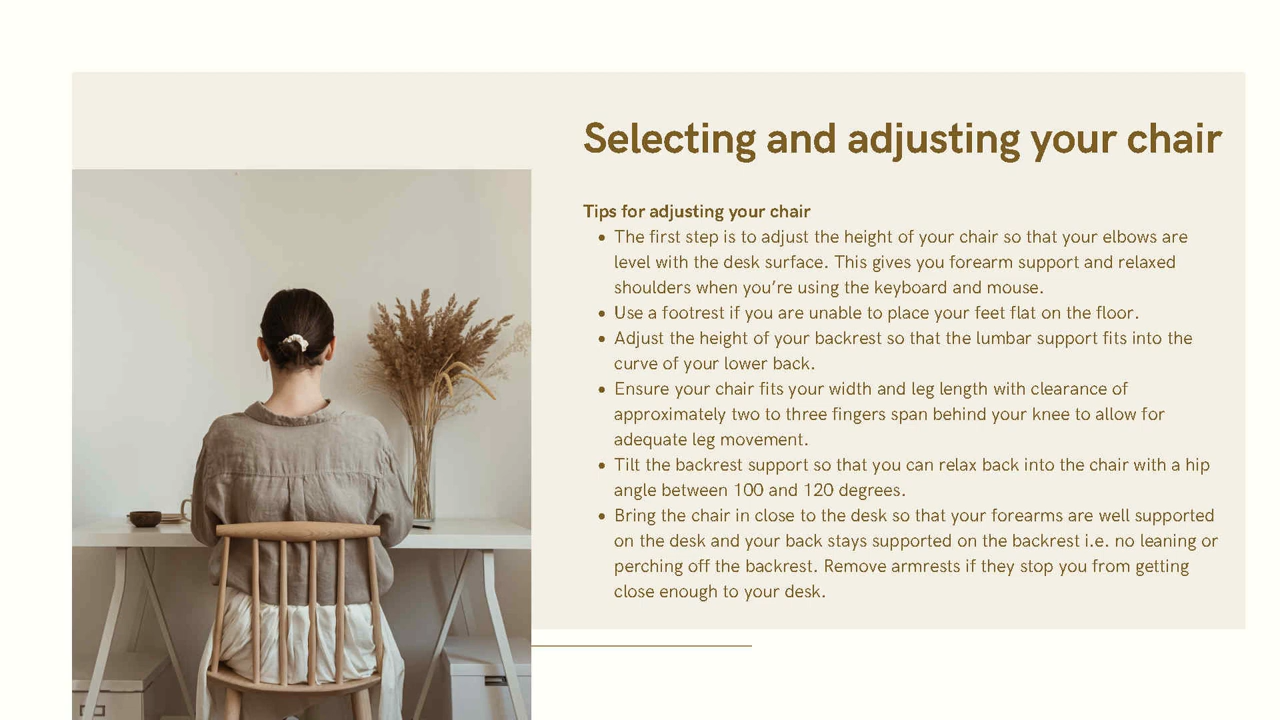 Selecting and adjusting your chair
Tips for adjusting your chair
• The first step is to adjust the height of your chair so that your elbows are
level with the desk surface. This gives you forearm support and relaxed
shoulders when you’re using the keyboard and mouse.
• Use a footrest if you are unable to place your feet flat on the floor.
• Adjust the height of your backrest so that the lumbar support fits into the
curve of your lower back.
• Ensure your chair fits your width and leg length with clearance of
approximately two to three fingers span behind your knee to allow for
adequate leg movement.
• Tilt the backrest support so that you can relax back into the chair with a hip
angle between 100 and 120 degrees.
• Bring the chair in close to the desk so that your forearms are well supported
on the desk and your back stays supported on the backrest i.e. no leaning or
perching off the backrest. Remove armrests if they stop you from getting
close enough to your desk.